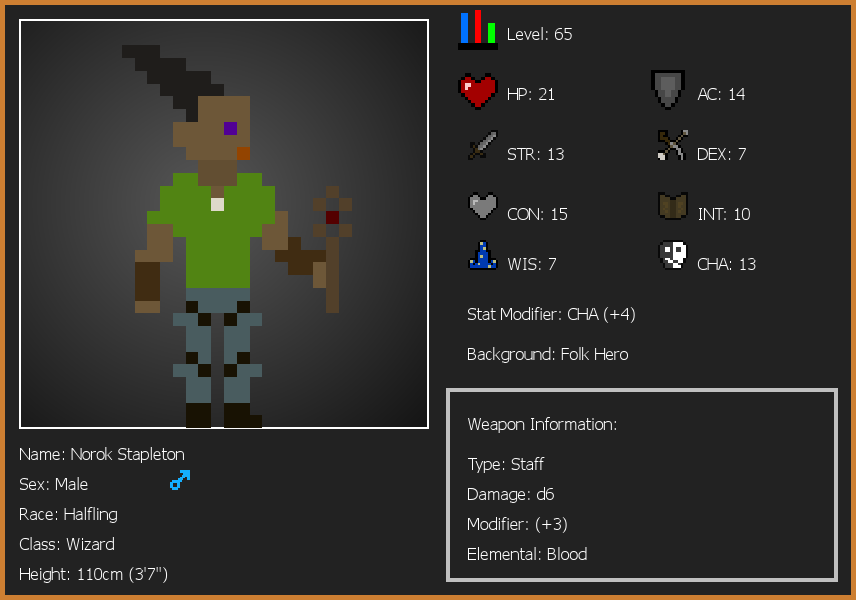 Level: 65
HP: 21
AC: 14
STR: 13
DEX: 7
CON: 15
INT: 10
WIS: 7
CHA: 13
Stat Modifier: CHA (+4)
Background: Folk Hero
Weapon Information:
Type: Staff
Damage: d6
Modifier: (+3)
Elemental: Blood
Name: Norok Stapleton
Sex: Male
Race: Halfling
Class: Wizard
Height: 110cm (3'7")